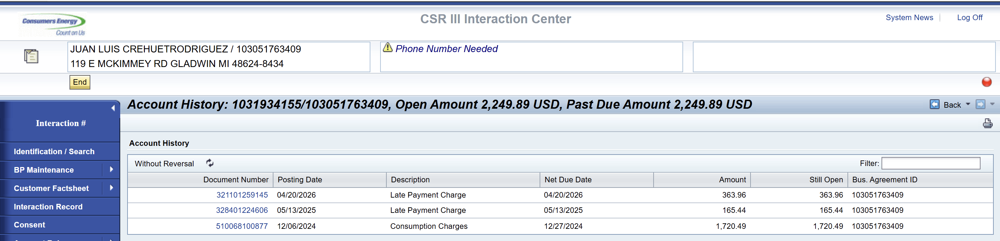 Consumers Energy
Count on Us
CSR III Interaction Center
System News
Log Off
JUAN LUIS CREHUETRODRIGUEZ / 103051763409
119 E MCKIMMEY RD GLADWIN MI 48624-8434
Phone Number Needed
End
Account History: 1031934155/103051763409, Open Amount 2,249.89 USD, Past Due Amount 2,249.89 USD
Back
Interaction #
Identification / Search
BP Maintenance
Customer Factsheet
Interaction Record
Consent
Account History
Without Reversal
Filter:
Document Number Posting Date Description Net Due Date Amount Still Open Bus. Agreement ID
321101259145 04/20/2026 Late Payment Charge 04/20/2026 363.96 363.96 103051763409
328401224606 05/13/2025 Late Payment Charge 05/13/2025 165.44 165.44 103051763409
510068100877 12/06/2024 Consumption Charges 12/27/2024 1,720.49 1,720.49 103051763409